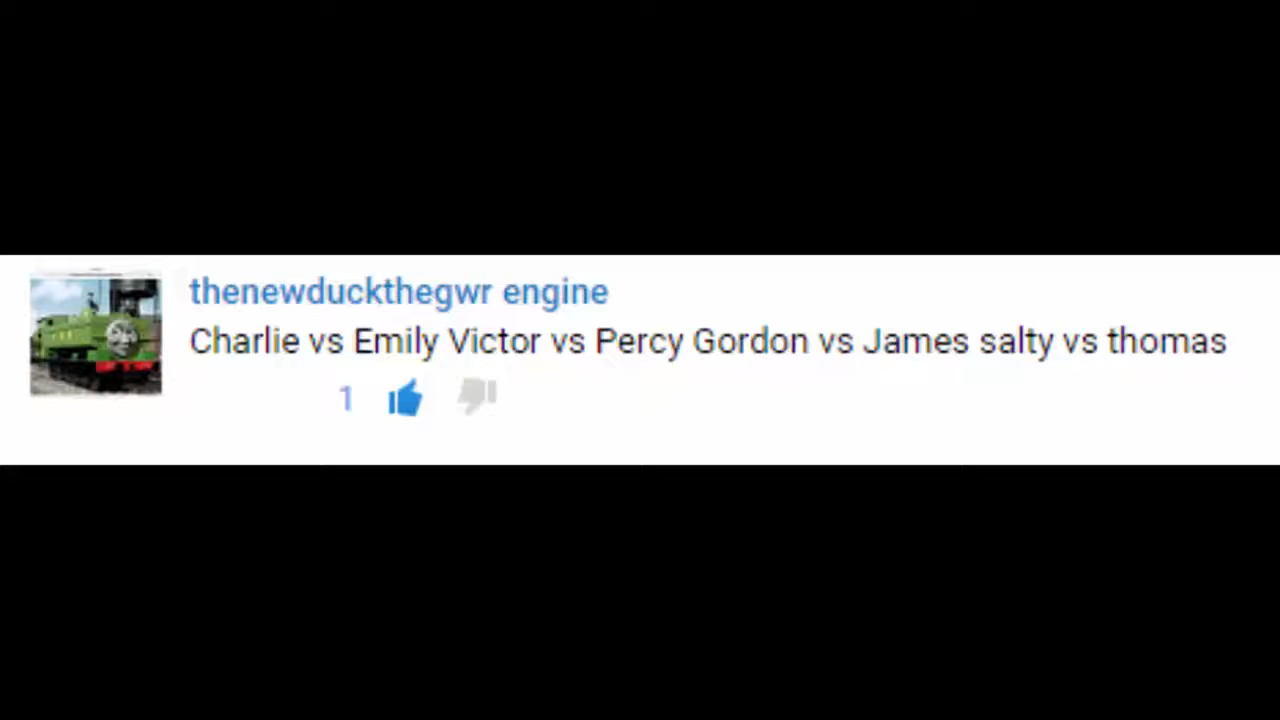 thenewduckthegwr engine
Charlie vs Emily Victor vs Percy Gordon vs James salty vs thomas
1